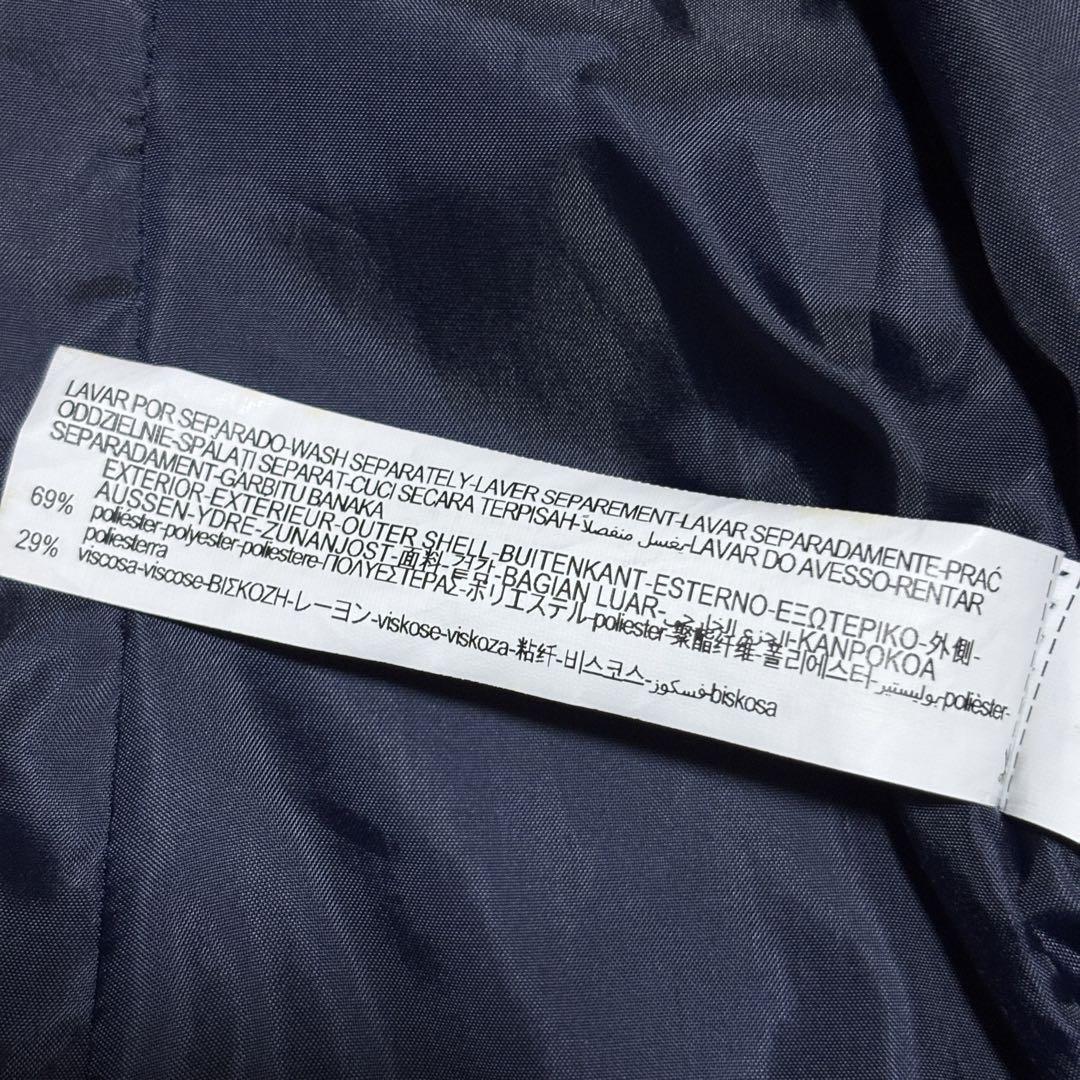 LAVAR POR SEPARADO-WASH SEPARATELY-LAVER SEPAREMENT-LAVAR SEPARADAMENTE-PRAĆ
ODDZIELNIE-SPĂLAȚI SEPARAT-CUCI SECARA TERPISAH-يغسل منفصلاً-LAVAR DO AVESSO-RENTAR
SEPARADAMENT-GARBITU BANAKA
EXTERIOR-EXTERIEUR-OUTER SHELL-BUITENKANT-ESTERNO-ΕΞΩΤΕΡΙΚΟ-外側-
AUSSEN-YDRE-ZUNANJOST-面料-겉감-BAGIAN LUAR-الجزء الخارجي-KANPOKOA
69% poliéster-polyester-poliestere-ΠΟΛΥΕΣΤΕΡΑΣ-ポリエステル-poliester-聚酯纤维-폴리에스터-بوليستير-polièster-
poliesterra
29% viscosa-viscose-ΒΙΣΚΟΖΗ-レーヨン-viskose-viskoza-粘纤-비스코스-فسكوز-biskosa